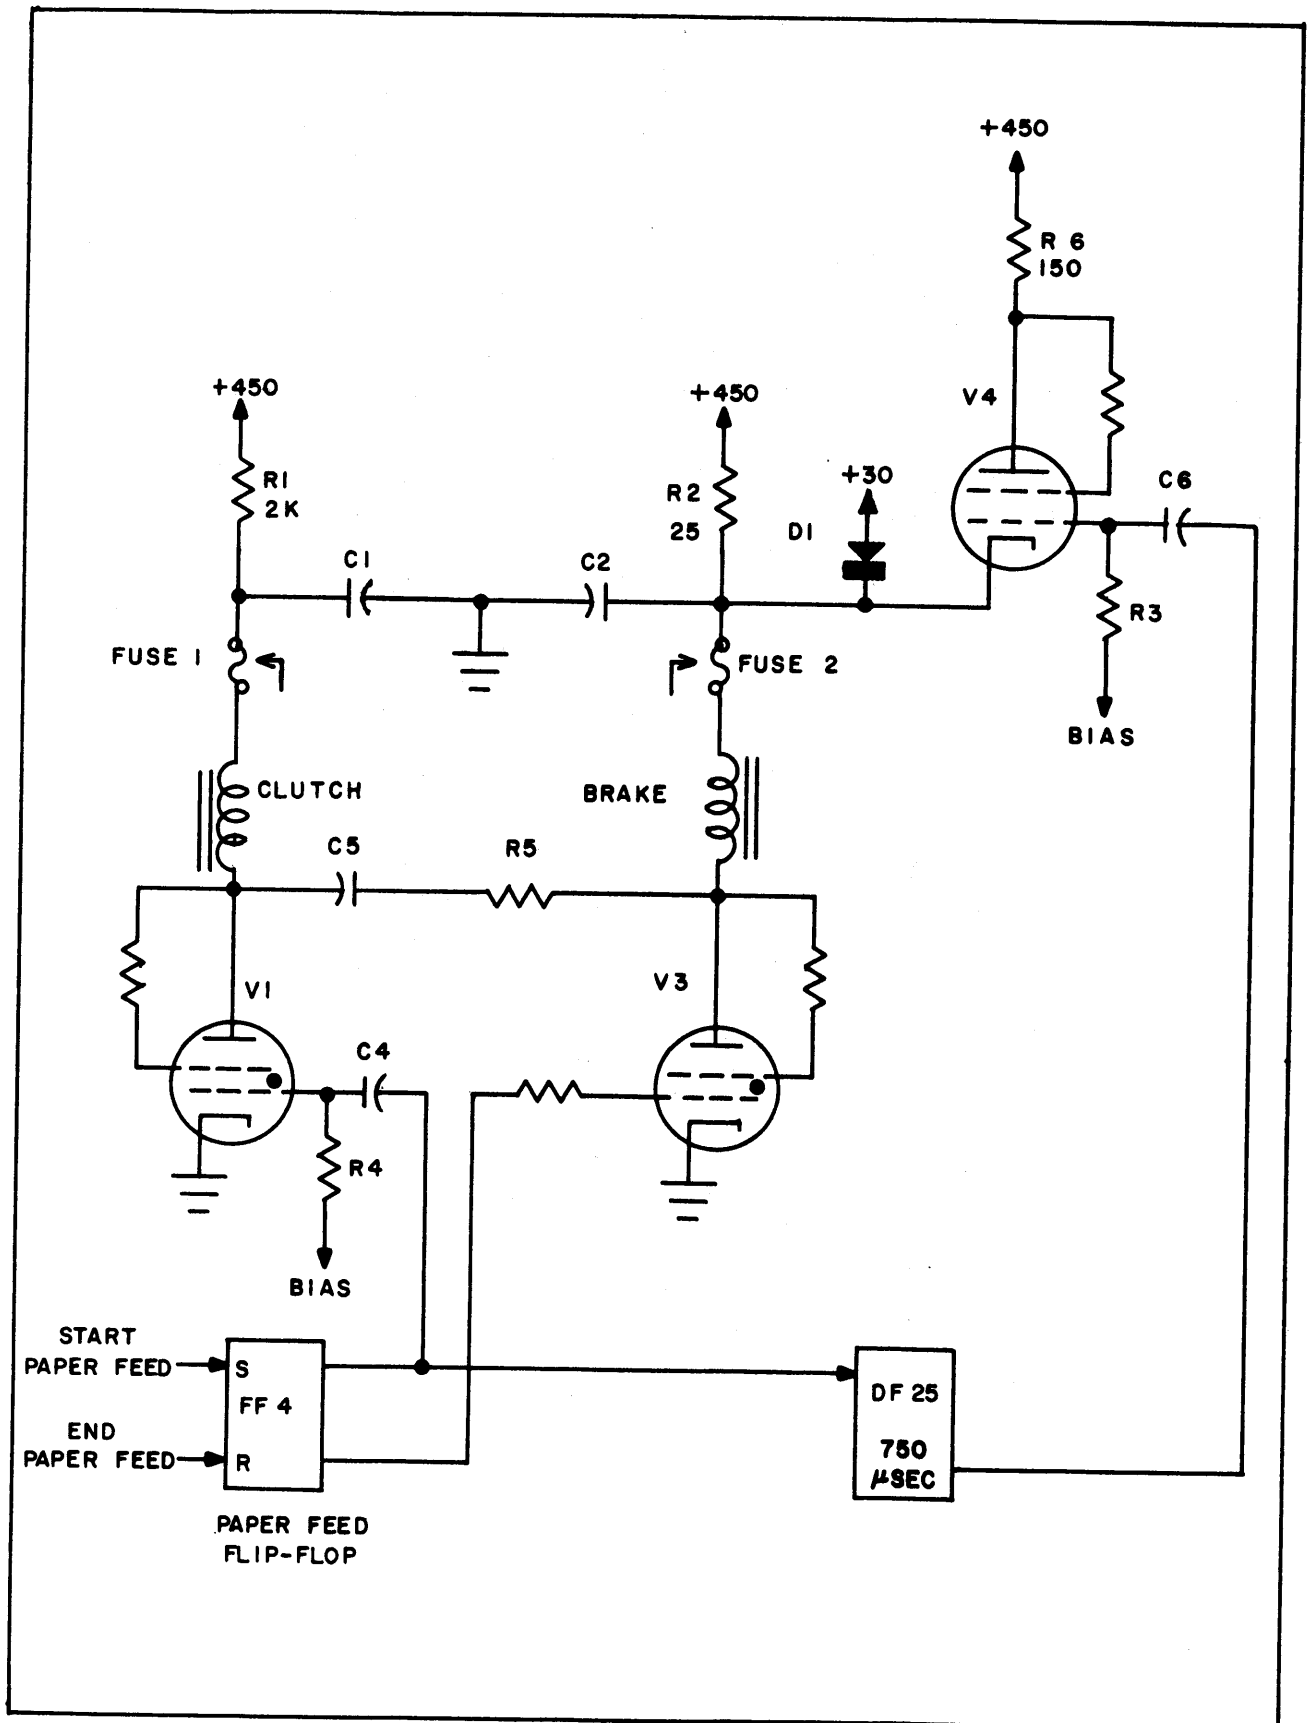 +450
R 6
150
V4
+450
+450
R1
2K
R2
25
+30
D1
C6
C1
C2
R3
FUSE 1
FUSE 2
BIAS
CLUTCH
BRAKE
C5
R5
V1
V3
C4
R4
BIAS
START
PAPER FEED
S
FF 4
END
PAPER FEED
R
DF 25
750
µSEC
PAPER FEED
FLIP-FLOP